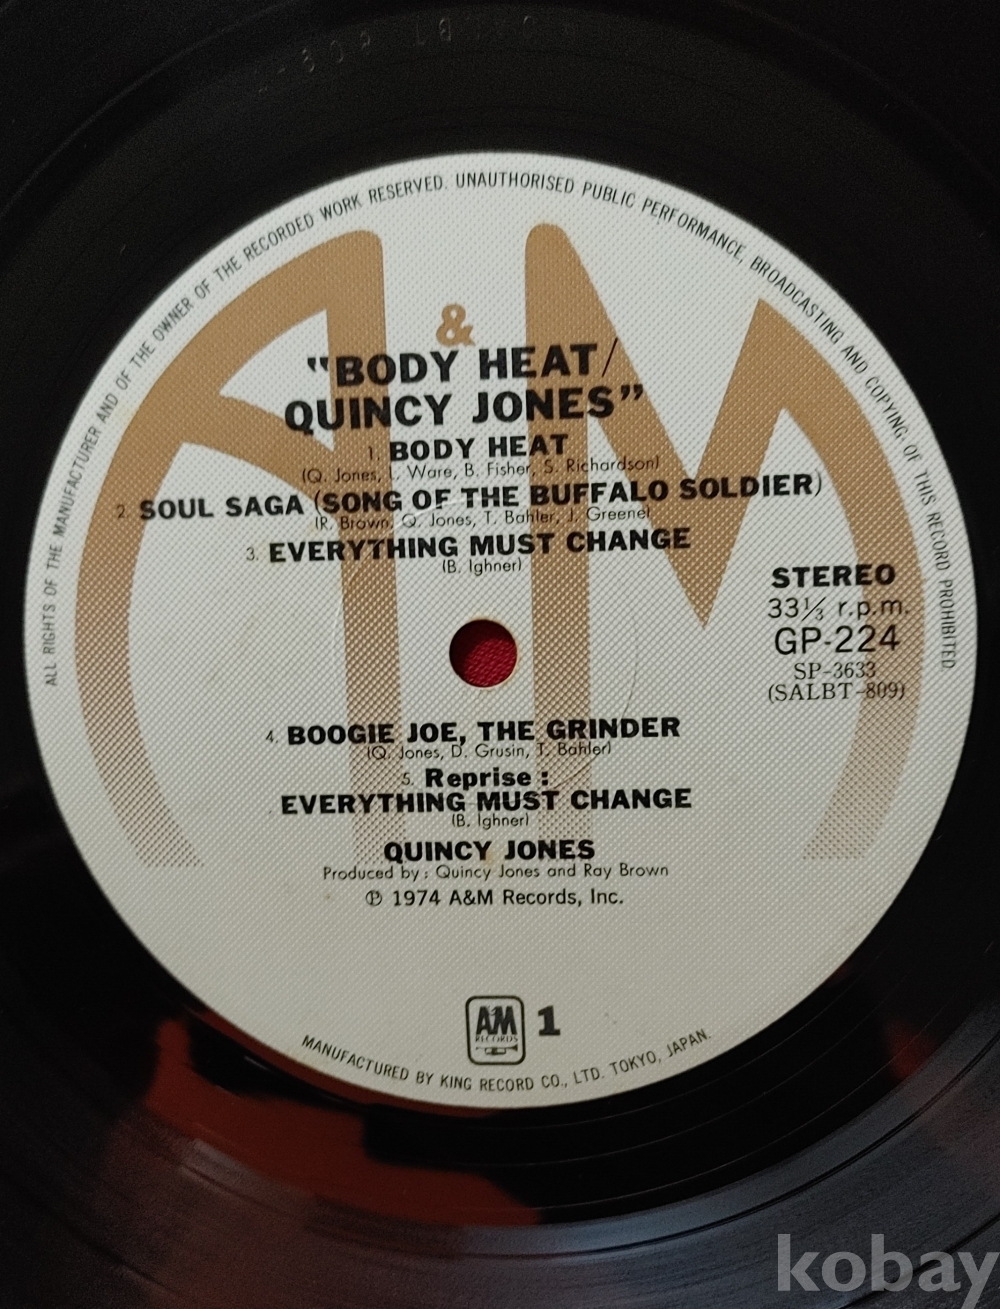 ALL RIGHTS OF THE MANUFACTURER AND OF THE OWNER OF THE RECORDED WORK RESERVED. UNAUTHORISED PUBLIC PERFORMANCE, BROADCASTING AND COPYING OF THIS RECORD PROHIBITED
A & M
"BODY HEAT/
QUINCY JONES"
1. BODY HEAT
(Q. Jones, L. Ware, B. Fisher, S. Richardson)
2. SOUL SAGA (SONG OF THE BUFFALO SOLDIER)
(R. Brown, Q. Jones, T. Bahler, J. Greene)
3. EVERYTHING MUST CHANGE
(B. Ighner)
STEREO
33⅓ r.p.m.
GP-224
SP-3633
(SALBT-809)
4. BOOGIE JOE, THE GRINDER
(Q. Jones, D. Grusin, T. Bahler)
5. Reprise :
EVERYTHING MUST CHANGE
(B. Ighner)
QUINCY JONES
Produced by : Quincy Jones and Ray Brown
℗ 1974 A&M Records, Inc.
A&M RECORDS 1
MANUFACTURED BY KING RECORD CO., LTD. TOKYO, JAPAN.
kobay